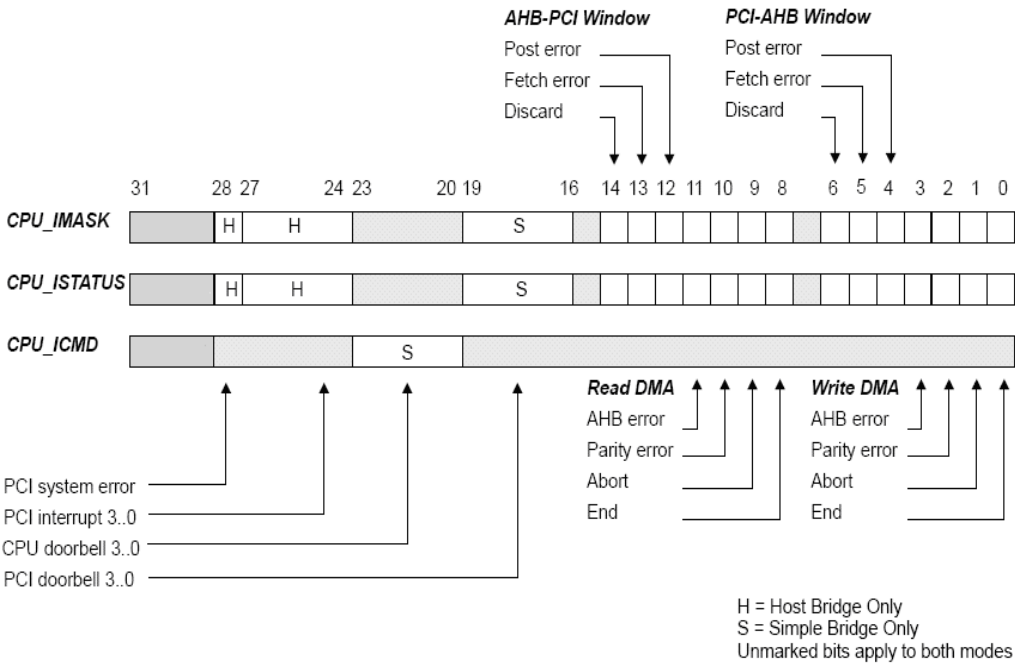 AHB-PCI Window
Post error
Fetch error
Discard
PCI-AHB Window
Post error
Fetch error
Discard
31 28 27 24 23 20 19 16 14 13 12 11 10 9 8 6 5 4 3 2 1 0
CPU_IMASK H H S
CPU_ISTATUS H H S
CPU_ICMD S
Read DMA
AHB error
Parity error
Abort
End
Write DMA
AHB error
Parity error
Abort
End
PCI system error
PCI interrupt 3..0
CPU doorbell 3..0
PCI doorbell 3..0
H = Host Bridge Only
S = Simple Bridge Only
Unmarked bits apply to both modes